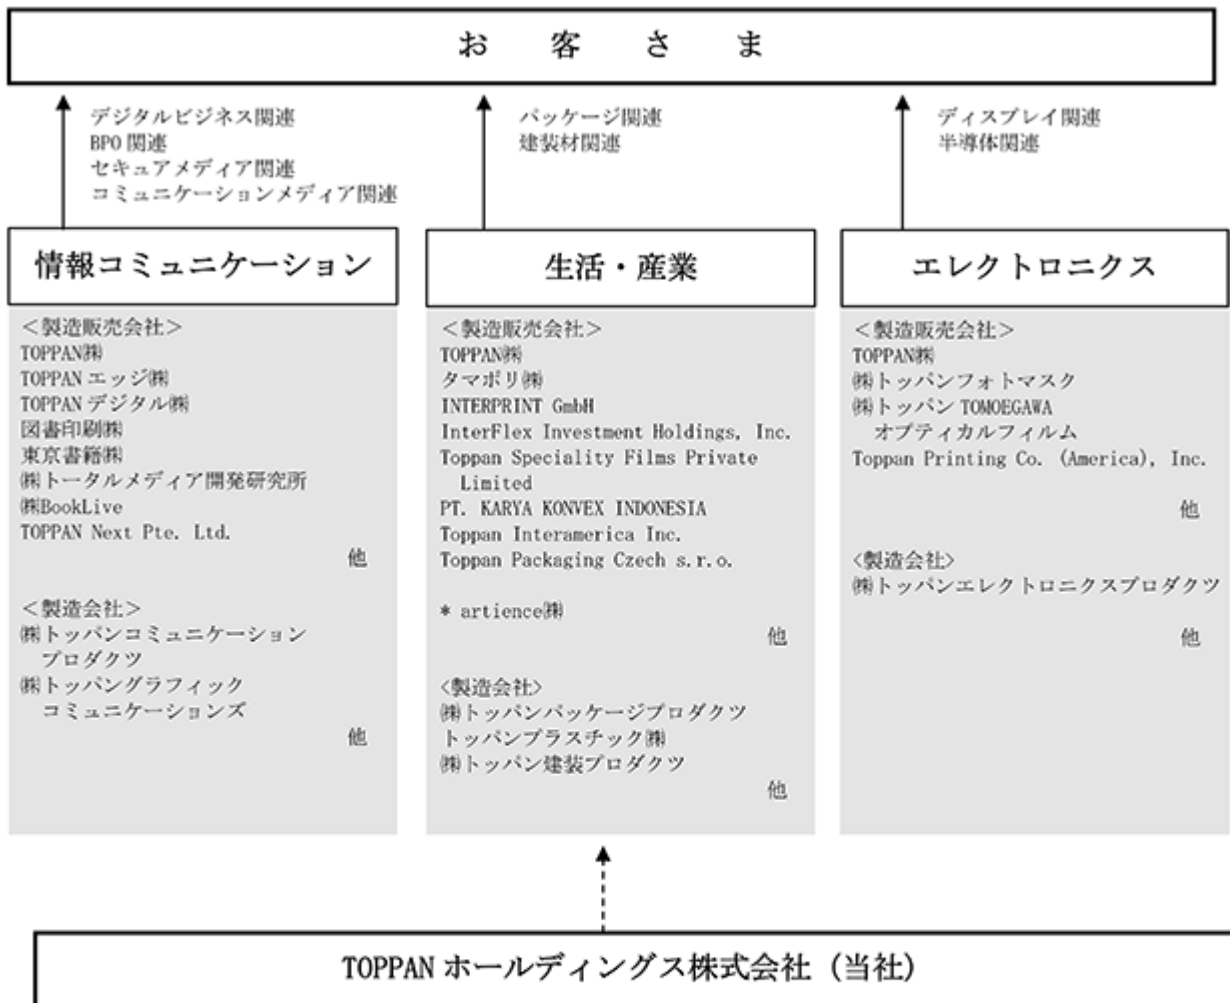 お客さま
デジタルビジネス関連
BPO関連
セキュアメディア関連
コミュニケーションメディア関連
パッケージ関連
建装材関連
ディスプレイ関連
半導体関連
情報コミュニケーション
＜製造販売会社＞
TOPPAN㈱
TOPPANエッジ㈱
TOPPANデジタル㈱
図書印刷㈱
東京書籍㈱
㈱トータルメディア開発研究所
㈱BookLive
TOPPAN Next Pte. Ltd.
他
＜製造会社＞
㈱トッパンコミュニケーション
プロダクツ
㈱トッパングラフィック
コミュニケーションズ
他
生活・産業
＜製造販売会社＞
TOPPAN㈱
タマポリ㈱
INTERPRINT GmbH
InterFlex Investment Holdings, Inc.
Toppan Speciality Films Private
Limited
PT. KARYA KONVEX INDONESIA
Toppan Interamerica Inc.
Toppan Packaging Czech s.r.o.
* artience㈱
他
<製造会社>
㈱トッパンパッケージプロダクツ
トッパンプラスチック㈱
㈱トッパン建装プロダクツ
他
エレクトロニクス
＜製造販売会社＞
TOPPAN㈱
㈱トッパンフォトマスク
㈱トッパンTOMOEGAWA
オプティカルフィルム
Toppan Printing Co. (America), Inc.
他
<製造会社>
㈱トッパンエレクトロニクスプロダクツ
他
TOPPANホールディングス株式会社（当社）